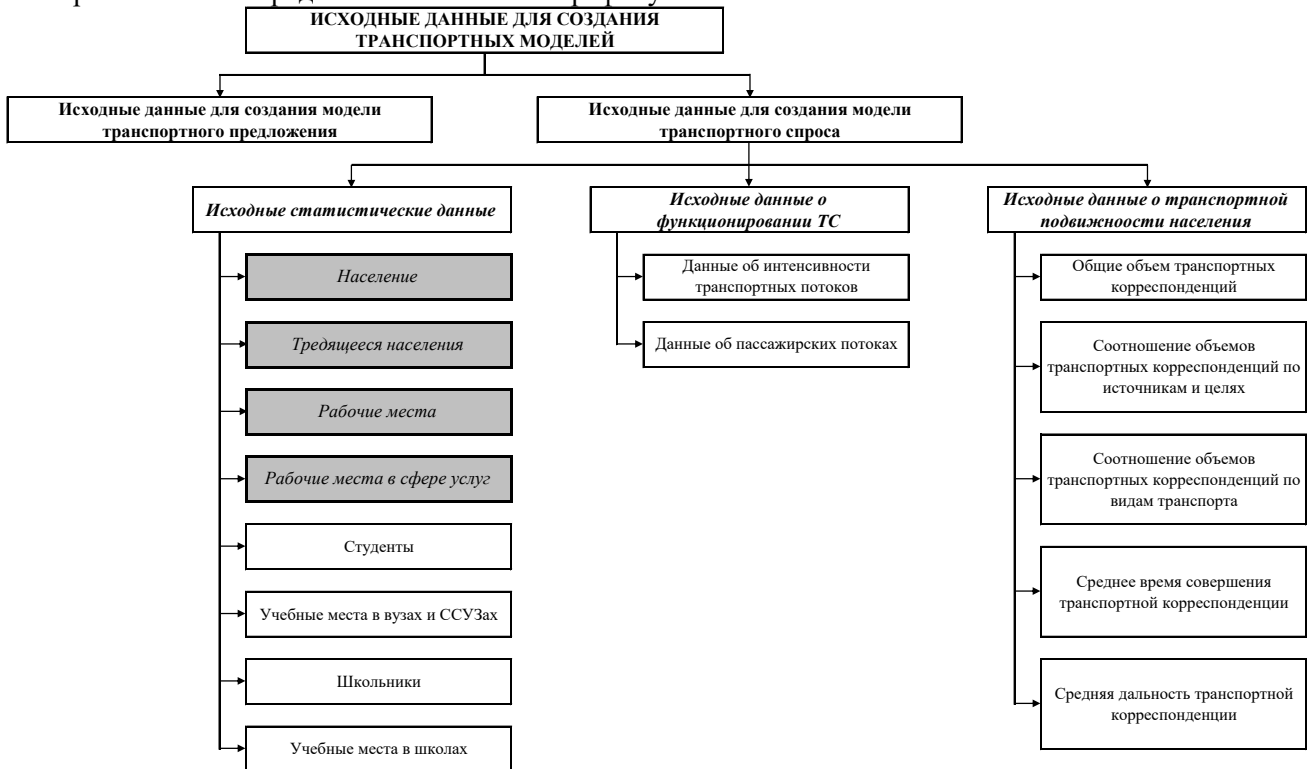 ИСХОДНЫЕ ДАННЫЕ ДЛЯ СОЗДАНИЯ
ТРАНСПОРТНЫХ МОДЕЛЕЙ
Исходные данные для создания модели
транспортного предложения
Исходные данные для создания модели
транспортного спроса
Исходные статистические данные
Население
Тредящееся населения
Рабочие места
Рабочие места в сфере услуг
Студенты
Учебные места в вузах и ССУЗах
Школьники
Учебные места в школах
Исходные данные о
функционировании ТС
Данные об интенсивности
транспортных потоков
Данные об пассажирских потоках
Исходные данные о транспортной
подвижноости населения
Общие объем транспортных
корреспонденций
Соотношение объемов
транспортных корреспонденций по
источникам и целях
Соотношение объемов
транспортных корреспонденций по
видам транспорта
Среднее время совершения
транспортной корреспонденции
Средняя дальность транспортной
корреспонденции